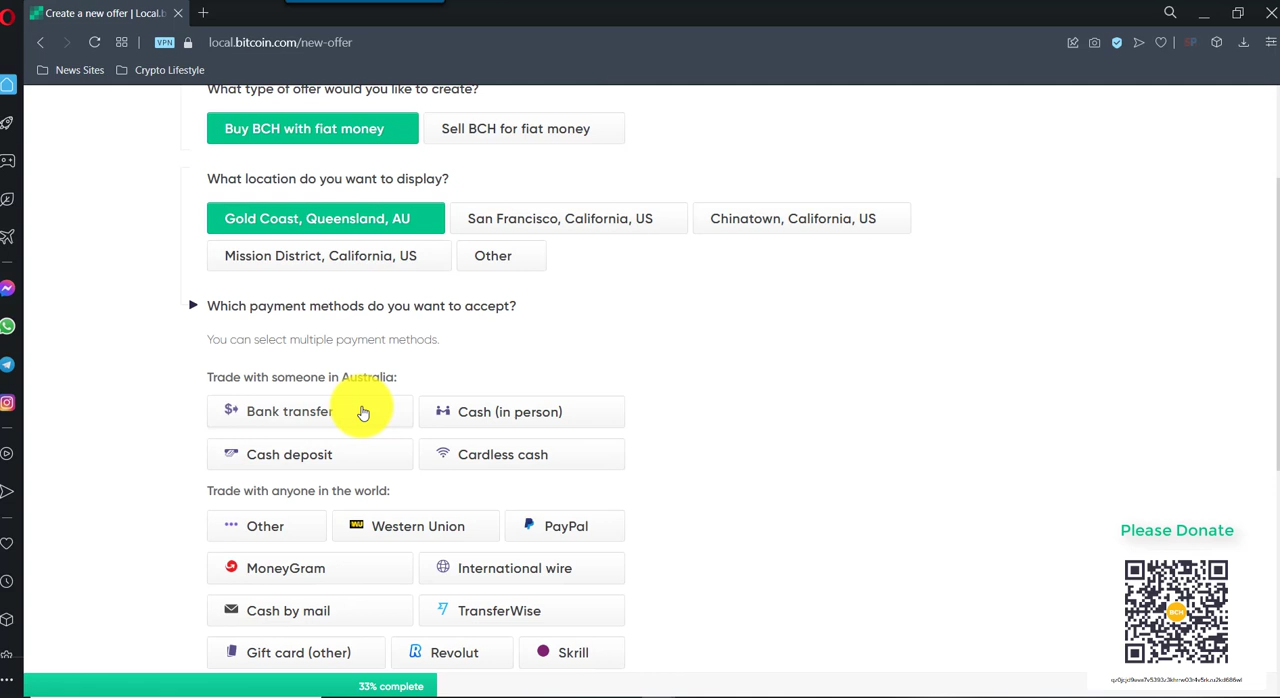 Create a new offer | Local.b
VPN
local.bitcoin.com/new-offer
News Sites
Crypto Lifestyle
What type of offer would you like to create?
Buy BCH with fiat money
Sell BCH for fiat money
What location do you want to display?
Gold Coast, Queensland, AU
San Francisco, California, US
Chinatown, California, US
Mission District, California, US
Other
Which payment methods do you want to accept?
You can select multiple payment methods.
Trade with someone in Australia:
Bank transfer
Cash (in person)
Cash deposit
Cardless cash
Trade with anyone in the world:
Other
WU Western Union
PayPal
MoneyGram
International wire
Cash by mail
TransferWise
Gift card (other)
Revolut
Skrill
Please Donate
BCH
33% complete